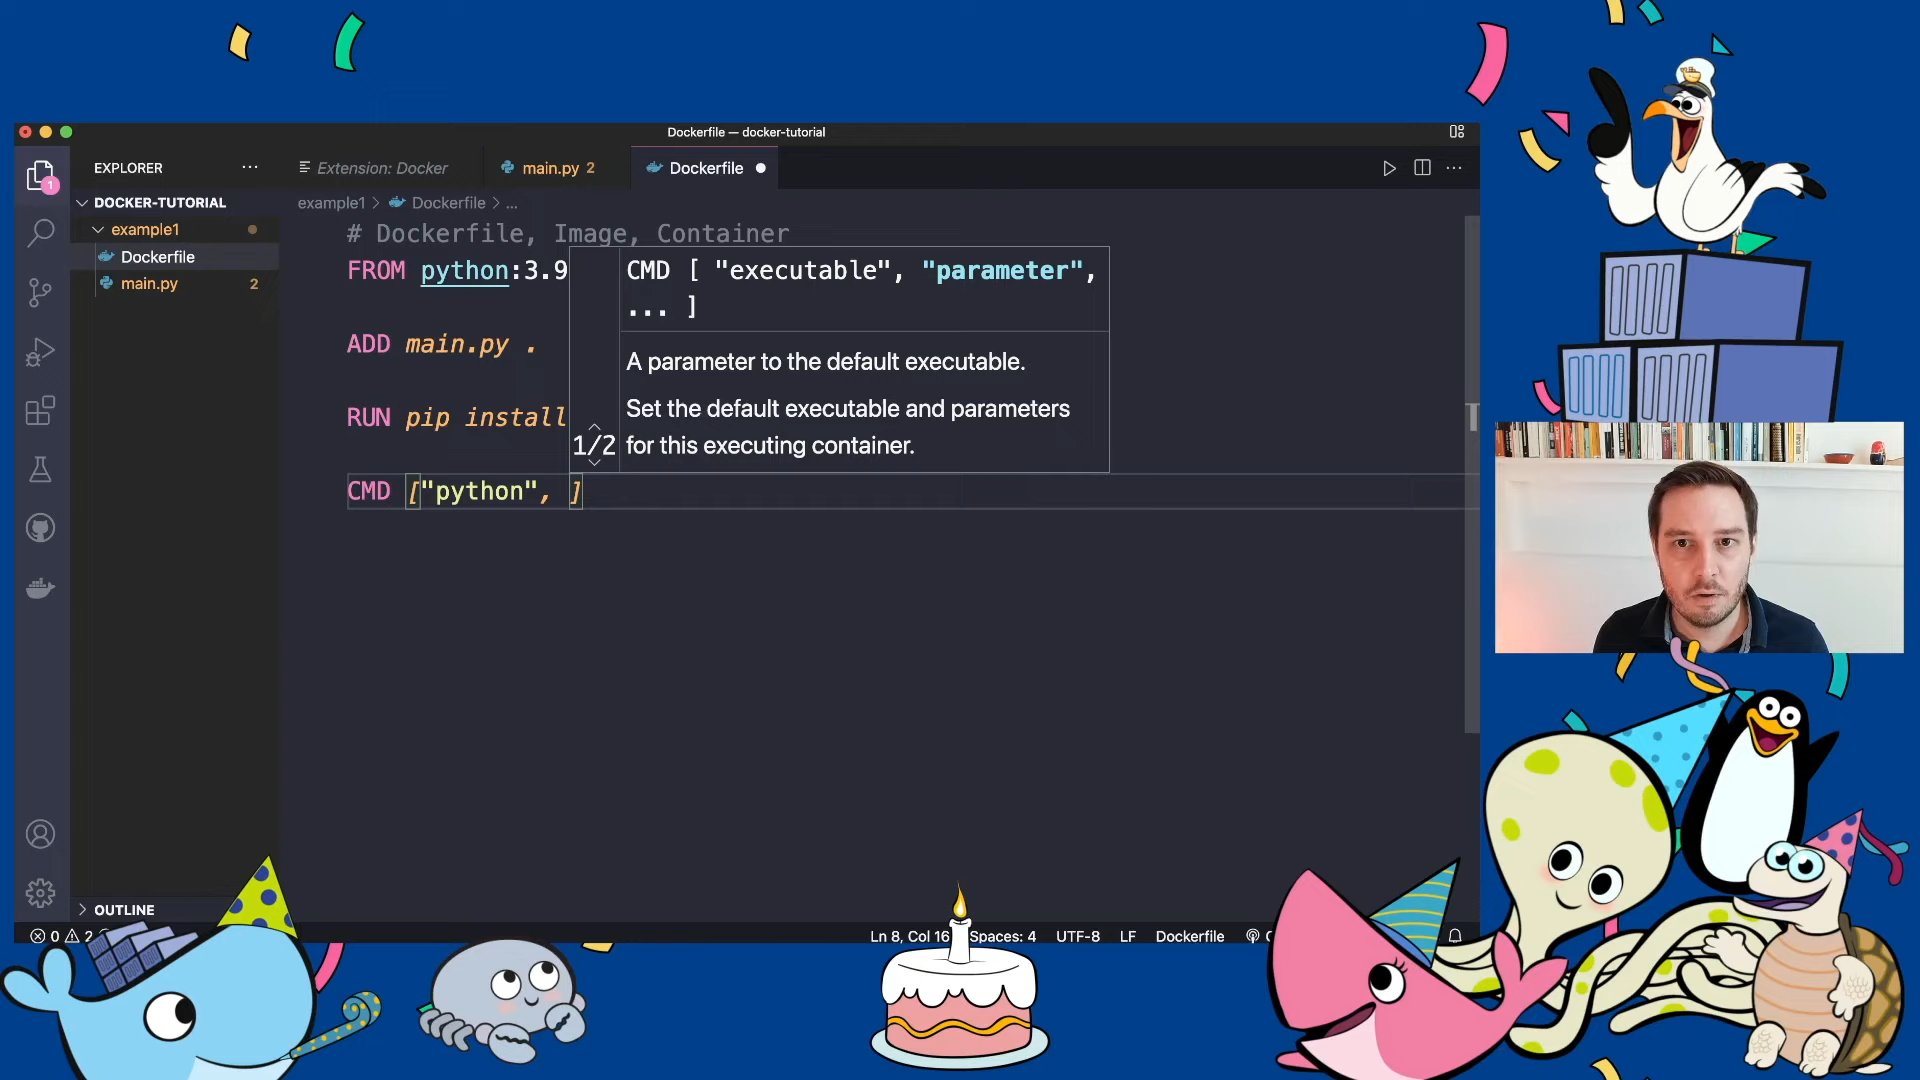 Dockerfile — docker-tutorial
EXPLORER
Extension: Docker
main.py 2
Dockerfile
1
DOCKER-TUTORIAL
example1 > Dockerfile > ...
example1
Dockerfile
main.py 2
# Dockerfile, Image, Container
FROM python:3.9
ADD main.py .
RUN pip install
CMD ["python", ]
CMD [ "executable", "parameter",
... ]
A parameter to the default executable.
Set the default executable and parameters
for this executing container.
1/2
OUTLINE
0 2
Ln 8, Col 16 Spaces: 4 UTF-8 LF Dockerfile